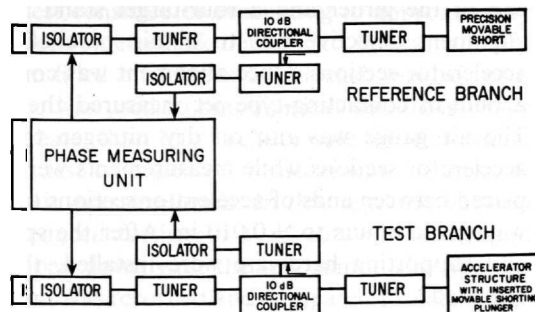 10 dB
ISOLATOR TUNER DIRECTIONAL COUPLER TUNER PRECISION MOVABLE SHORT
ISOLATOR TUNER
REFERENCE BRANCH
PHASE MEASURING
UNIT
TEST BRANCH
ISOLATOR TUNER
ISOLATOR TUNER 10 dB DIRECTIONAL COUPLER TUNER ACCELERATOR STRUCTURE WITH INSERTED MOVABLE SHORTING PLUNGER